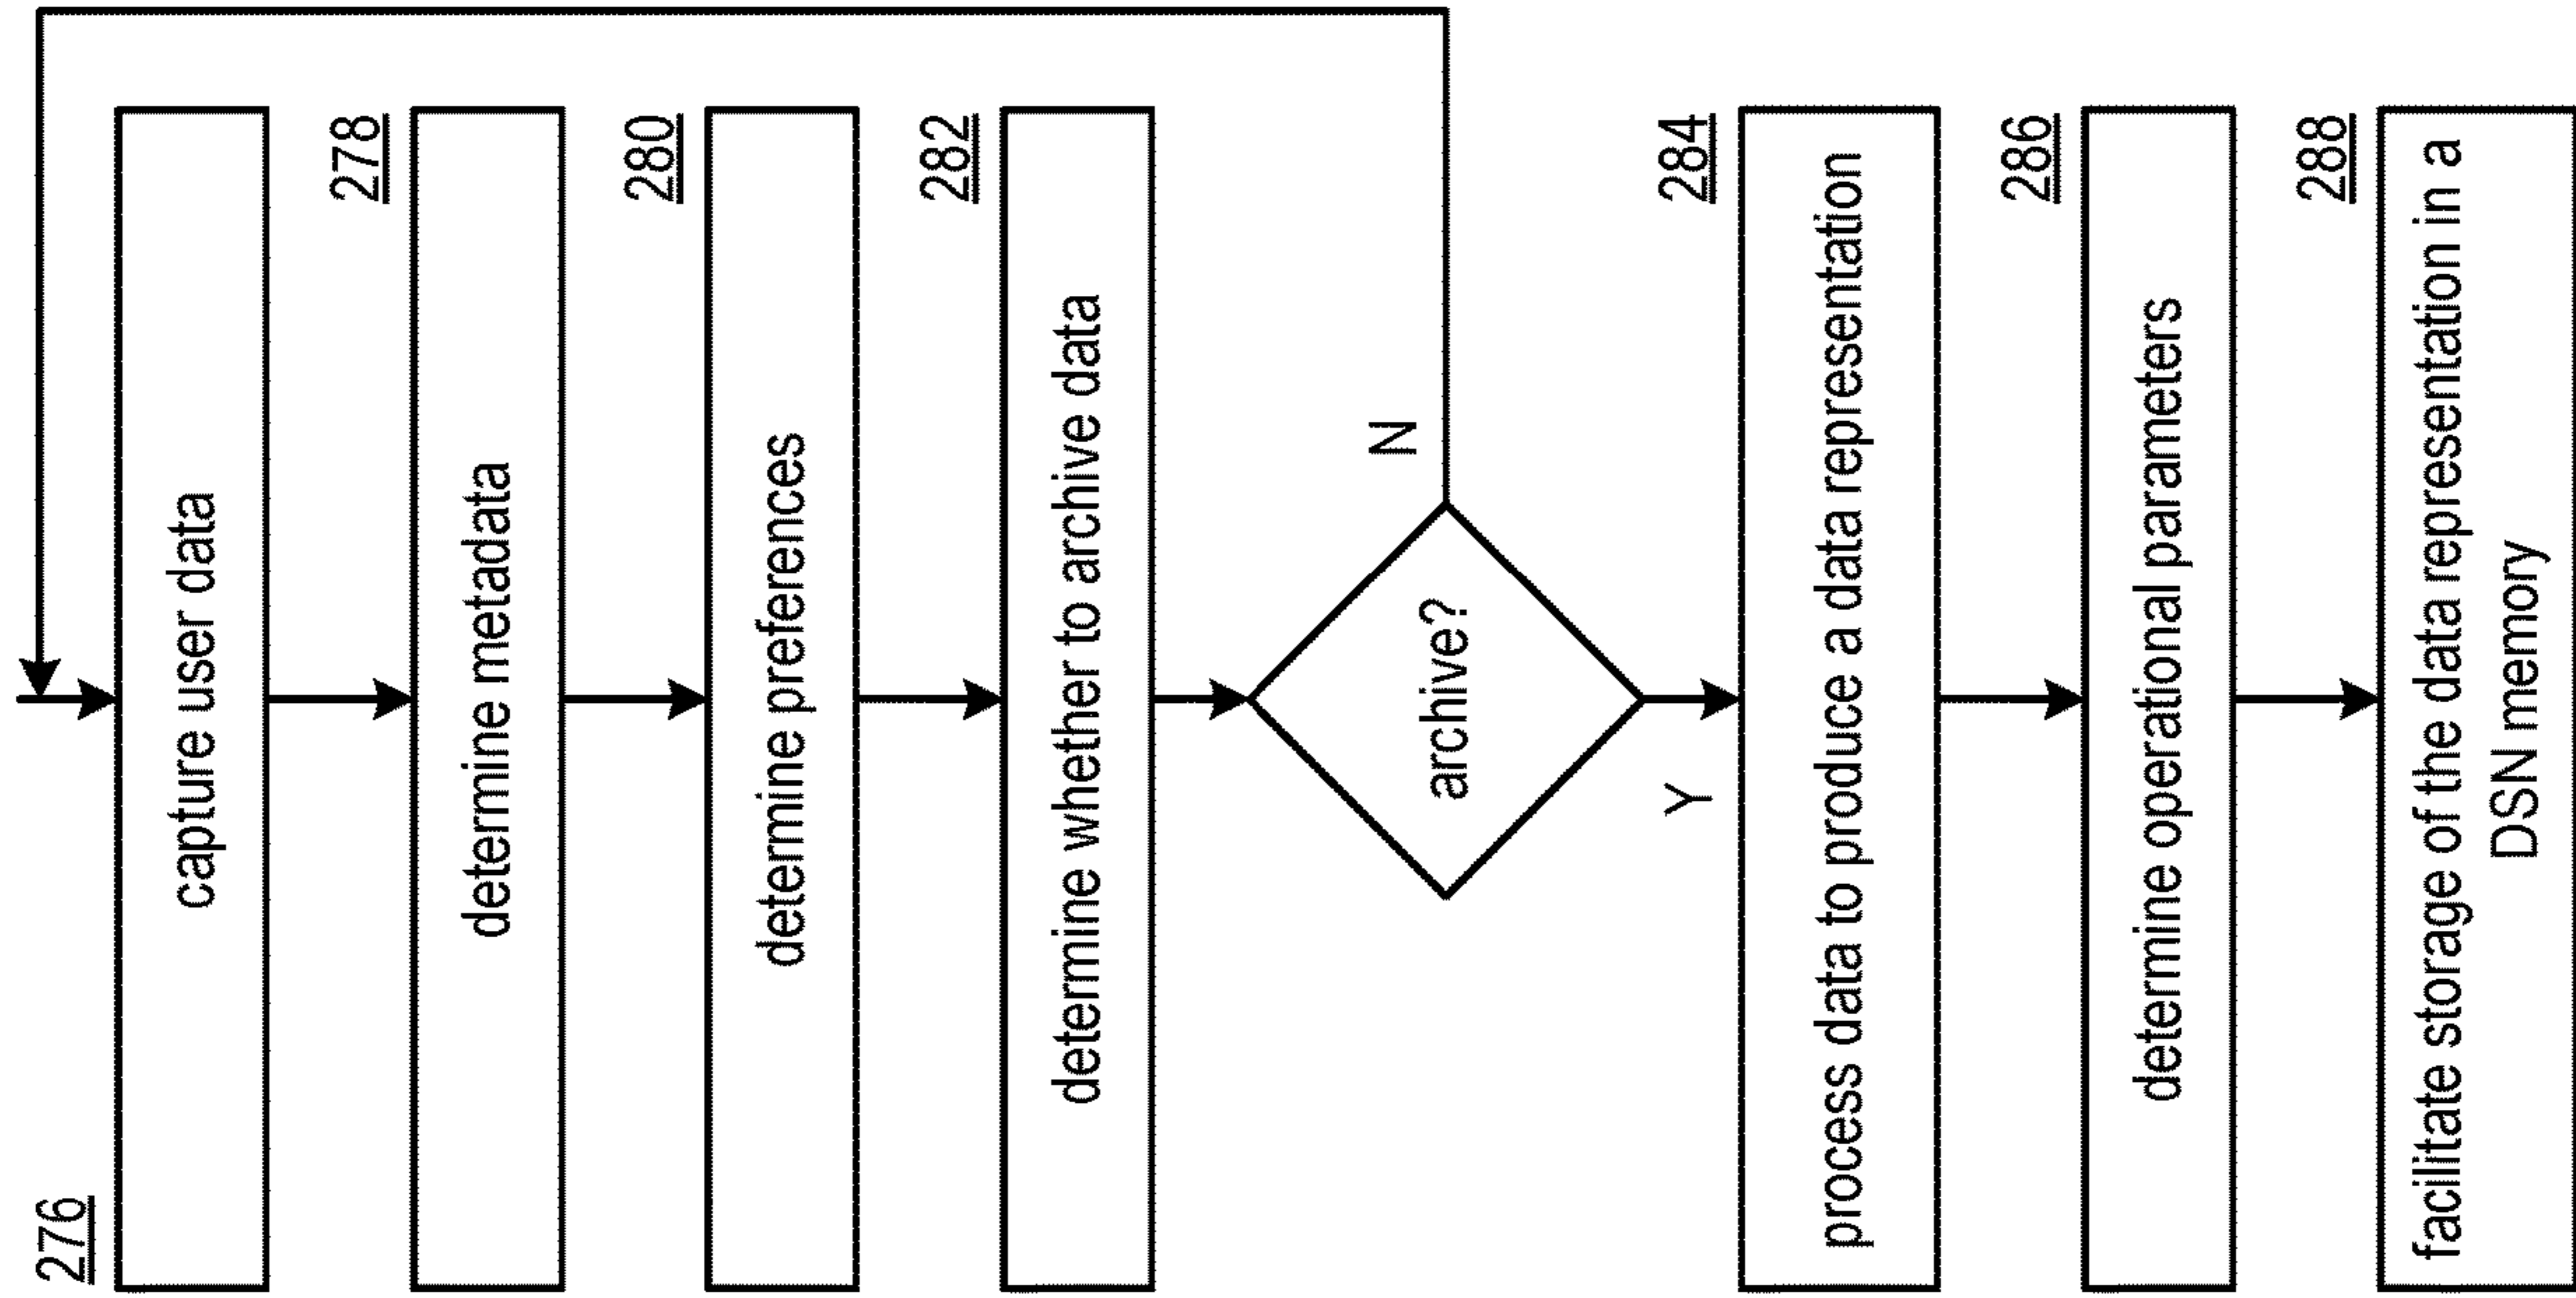 276
capture user data
278
determine metadata
280
determine preferences
282
determine whether to archive data
archive?
N
Y
284
process data to produce a data representation
286
determine operational parameters
288
facilitate storage of the data representation in a
DSN memory